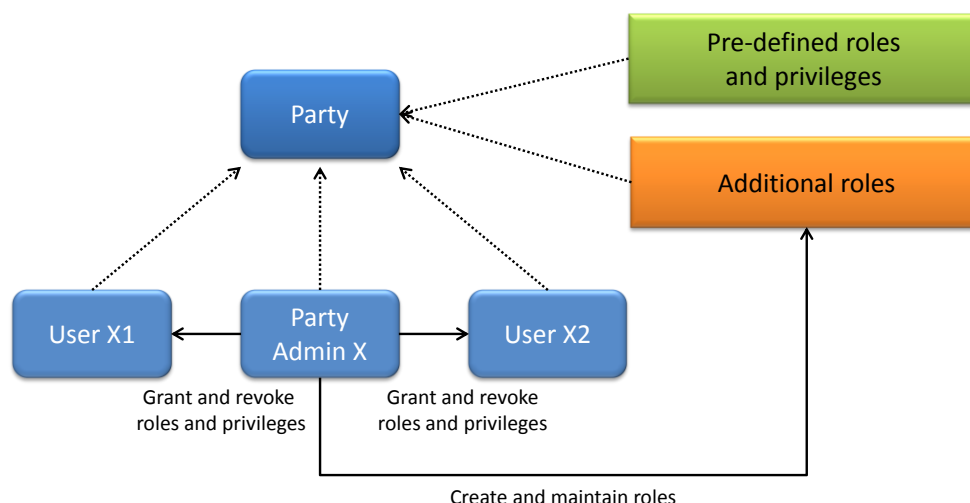 Pre-defined roles
and privileges
Party
Additional roles
User X1
Party
Admin X
User X2
Grant and revoke
roles and privileges
Grant and revoke
roles and privileges
Create and maintain roles